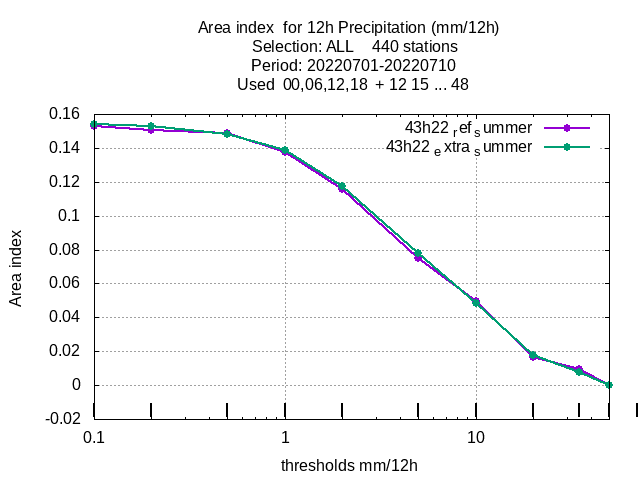 Area index  for 12h Precipitation (mm/12h)
Selection: ALL    440 stations
Period: 20220701-20220710
Used  00,06,12,18  + 12 15 ... 48
43h22 ref summer
43h22 extra summer
0.16
0.14
0.12
0.1
0.08
0.06
0.04
0.02
0
-0.02
Area index
0.1 1 10
thresholds mm/12h